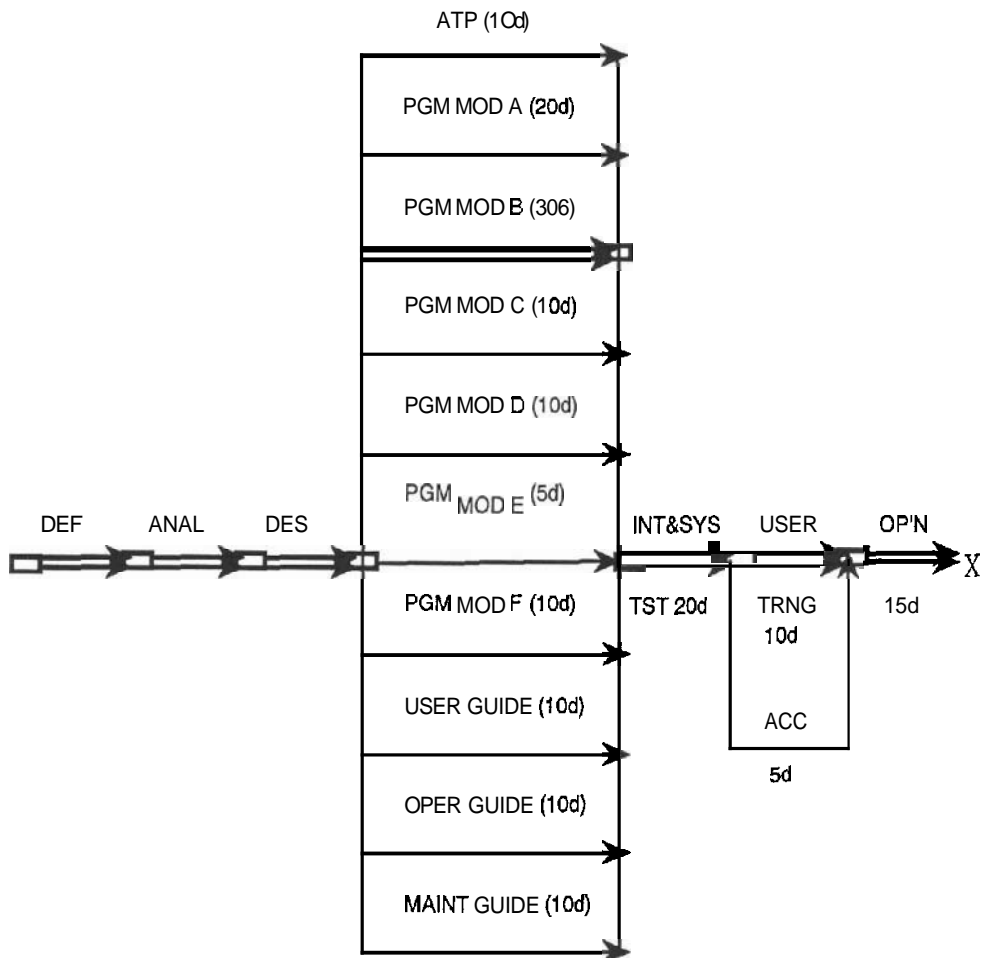 ATP (10d)
PGM MOD A (20d)
PGM MOD B (306)
PGM MOD C (10d)
PGM MOD D (10d)
PGM MOD E (5d)
DEF ANAL DES
INT&SYS USER OP'N
X
PGM MOD F (10d)
TST 20d TRNG 15d
10d
USER GUIDE (10d)
ACC
5d
OPER GUIDE (10d)
MAINT GUIDE (10d)